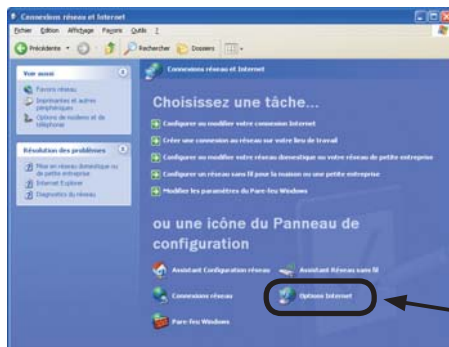 Connexions réseau et Internet
Fichier Edition Affichage Favoris Outils ?
Précédente Rechercher Dossiers
Connexions réseau et Internet
Voir aussi
Favoris réseau
Imprimantes et autres
périphériques
Options de modems et de
téléphonie
Résolution des problèmes
Mise en réseau domestique ou
de petite entreprise
Internet Explorer
Diagnostics du réseau
Choisissez une tâche...
Configurer ou modifier votre connexion Internet
Créer une connexion au réseau sur votre lieu de travail
Configurer ou modifier votre réseau domestique ou votre réseau de petite entreprise
Configurer un réseau sans fil pour la maison ou une petite entreprise
Modifier les paramètres du Pare-feu Windows
ou une icône du Panneau de
configuration
Assistant Configuration réseau Assistant Réseau sans fil
Connexions réseau Options Internet
Pare-feu Windows